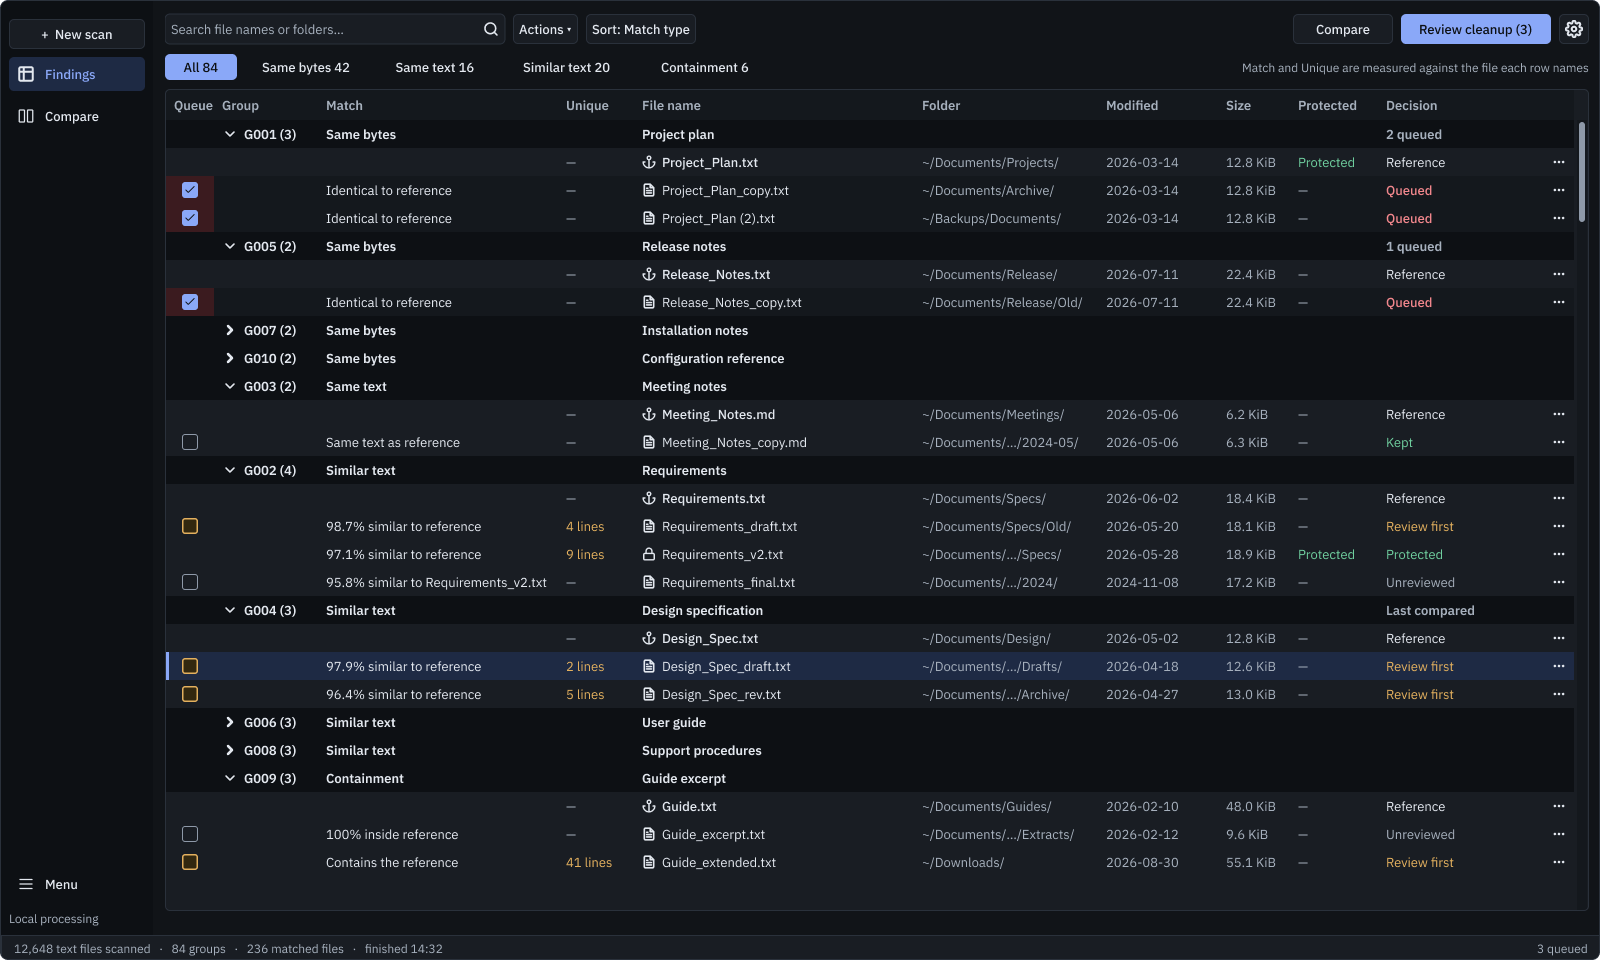 + New scan
Findings
Compare
Menu
Local processing
Search file names or folders...
Actions
Sort: Match type
Compare
Review cleanup (3)
All 84
Same bytes 42
Same text 16
Similar text 20
Containment 6
Match and Unique are measured against the file each row names
Queue Group Match Unique File name Folder Modified Size Protected Decision
G001 (3) Same bytes Project plan 2 queued
— Project_Plan.txt ~/Documents/Projects/ 2026-03-14 12.8 KiB Protected Reference ...
Identical to reference — Project_Plan_copy.txt ~/Documents/Archive/ 2026-03-14 12.8 KiB — Queued ...
Identical to reference — Project_Plan (2).txt ~/Backups/Documents/ 2026-03-14 12.8 KiB — Queued ...
G005 (2) Same bytes Release notes 1 queued
— Release_Notes.txt ~/Documents/Release/ 2026-07-11 22.4 KiB — Reference ...
Identical to reference — Release_Notes_copy.txt ~/Documents/Release/Old/ 2026-07-11 22.4 KiB — Queued ...
G007 (2) Same bytes Installation notes
G010 (2) Same bytes Configuration reference
G003 (2) Same text Meeting notes
— Meeting_Notes.md ~/Documents/Meetings/ 2026-05-06 6.2 KiB — Reference ...
Same text as reference — Meeting_Notes_copy.md ~/Documents/.../2024-05/ 2026-05-06 6.3 KiB — Kept ...
G002 (4) Similar text Requirements
— Requirements.txt ~/Documents/Specs/ 2026-06-02 18.4 KiB — Reference ...
98.7% similar to reference 4 lines Requirements_draft.txt ~/Documents/Specs/Old/ 2026-05-20 18.1 KiB — Review first ...
97.1% similar to reference 9 lines Requirements_v2.txt ~/Documents/.../Specs/ 2026-05-28 18.9 KiB Protected Protected ...
95.8% similar to Requirements_v2.txt — Requirements_final.txt ~/Documents/.../2024/ 2024-11-08 17.2 KiB — Unreviewed ...
G004 (3) Similar text Design specification Last compared
— Design_Spec.txt ~/Documents/Design/ 2026-05-02 12.8 KiB — Reference ...
97.9% similar to reference 2 lines Design_Spec_draft.txt ~/Documents/.../Drafts/ 2026-04-18 12.6 KiB — Review first ...
96.4% similar to reference 5 lines Design_Spec_rev.txt ~/Documents/.../Archive/ 2026-04-27 13.0 KiB — Review first ...
G006 (3) Similar text User guide
G008 (3) Similar text Support procedures
G009 (3) Containment Guide excerpt
— Guide.txt ~/Documents/Guides/ 2026-02-10 48.0 KiB — Reference ...
100% inside reference — Guide_excerpt.txt ~/Documents/.../Extracts/ 2026-02-12 9.6 KiB — Unreviewed ...
Contains the reference 41 lines Guide_extended.txt ~/Downloads/ 2026-08-30 55.1 KiB — Review first ...
12,648 text files scanned · 84 groups · 236 matched files · finished 14:32
3 queued